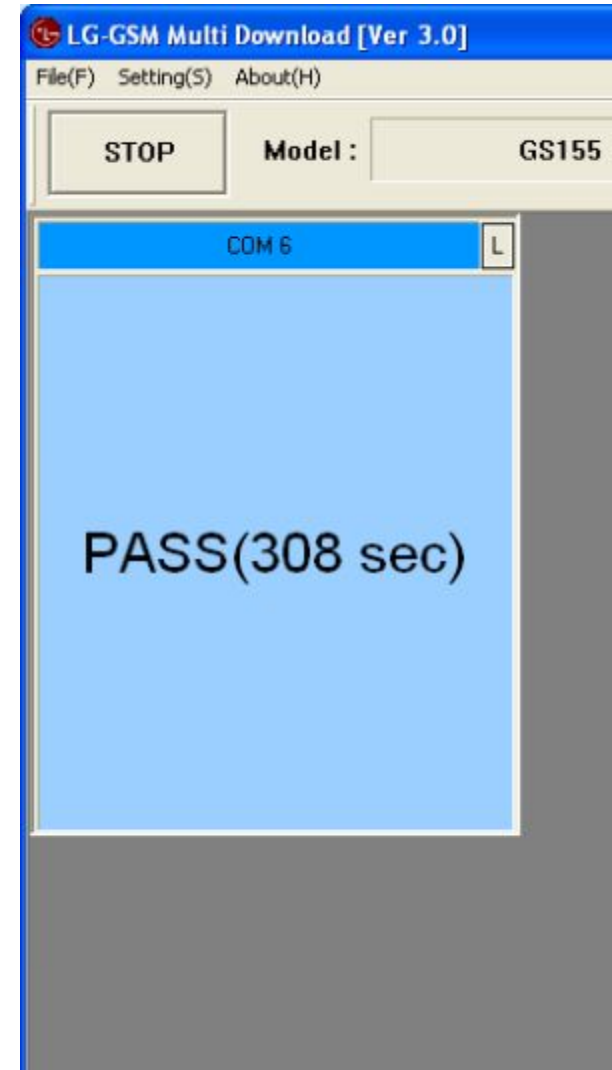 LG-GSM Multi Download [Ver 3.0]
File(F) Setting(S) About(H)
STOP Model : GS155
COM 6 L
PASS(308 sec)